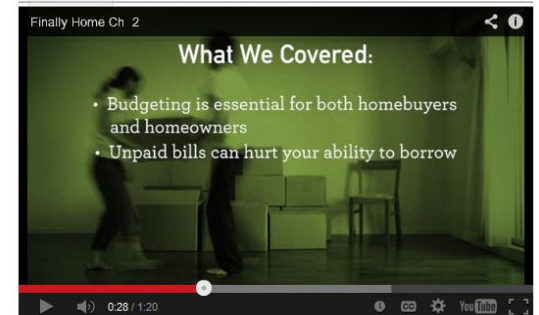 Finally Home Ch 2
What We Covered:
• Budgeting is essential for both homebuyers
and homeowners
• Unpaid bills can hurt your ability to borrow
0:28 / 1:20
CC
YouTube